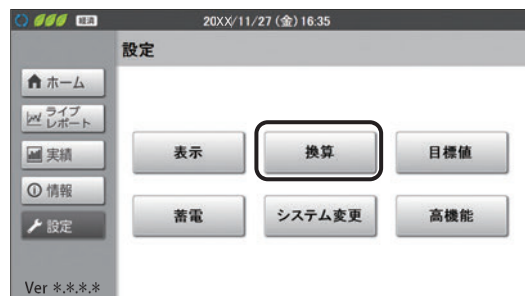 経済 20XX/11/27 (金) 16:35
設定
ホーム
ライブ
レポート
実績
情報
設定
表示 換算 目標値
蓄電 システム変更 高機能
Ver *.*.*.*